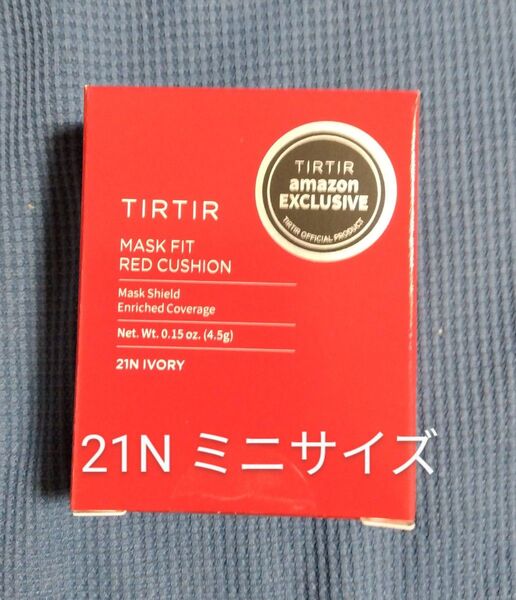 TIRTIR
amazon
EXCLUSIVE
TIRTIR OFFICIAL PRODUCT
TIRTIR
MASK FIT
RED CUSHION
Mask Shield
Enriched Coverage
Net. Wt. 0.15 oz. (4.5g)
21N IVORY
21N ミニサイズ